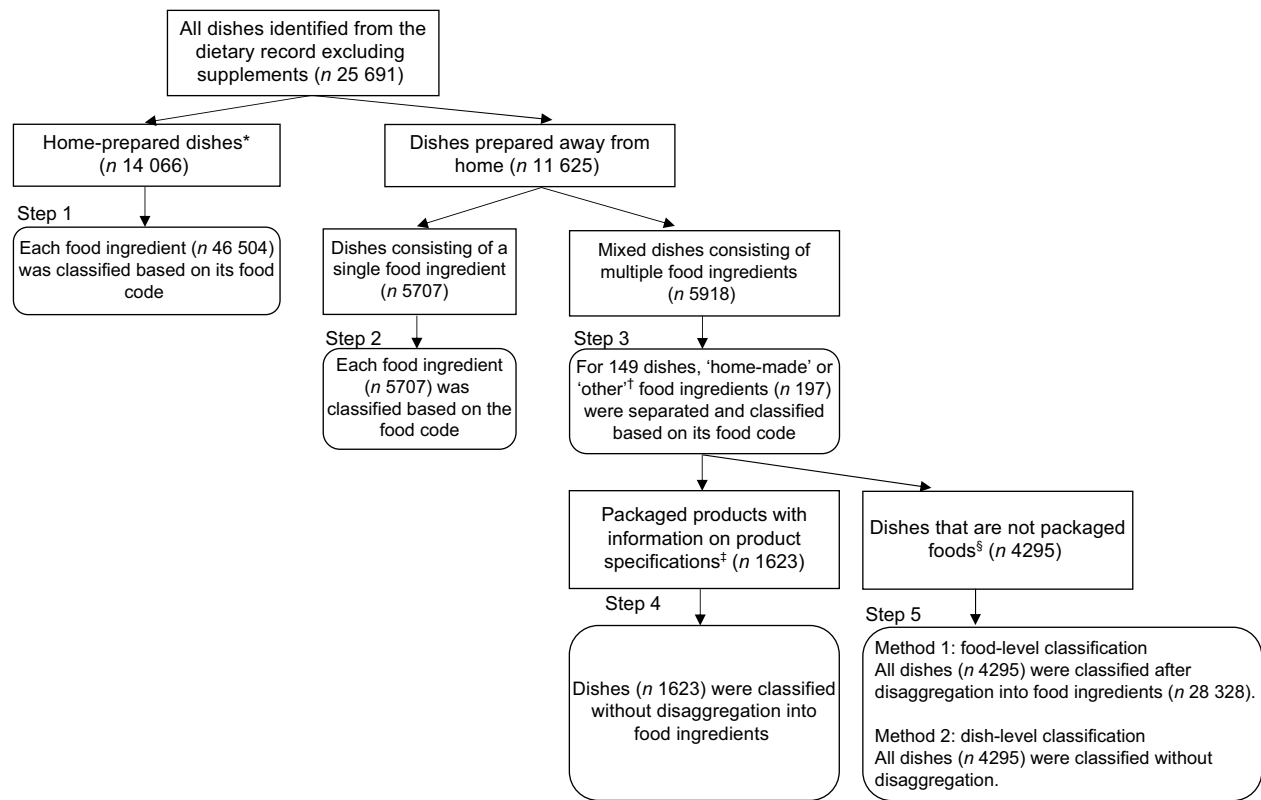 All dishes identified from the
dietary record excluding
supplements (n 25 691)
Home-prepared dishes*
(n 14 066)
Dishes prepared away from
home (n 11 625)
Step 1
Each food ingredient (n 46 504)
was classified based on its food
code
Dishes consisting of a
single food ingredient
(n 5707)
Mixed dishes consisting of
multiple food ingredients
(n 5918)
Step 2
Each food ingredient
(n 5707) was
classified based on the
food code
Step 3
For 149 dishes, ‘home-made’ or
‘other’† food ingredients (n 197)
were separated and classified
based on its food code
Packaged products with
information on product
specifications‡ (n 1623)
Dishes that are not packaged
foods§ (n 4295)
Step 4
Dishes (n 1623) were classified
without disaggregation into
food ingredients
Step 5
Method 1: food-level classification
All dishes (n 4295) were classified after
disaggregation into food ingredients (n 28 328).
Method 2: dish-level classification
All dishes (n 4295) were classified without
disaggregation.